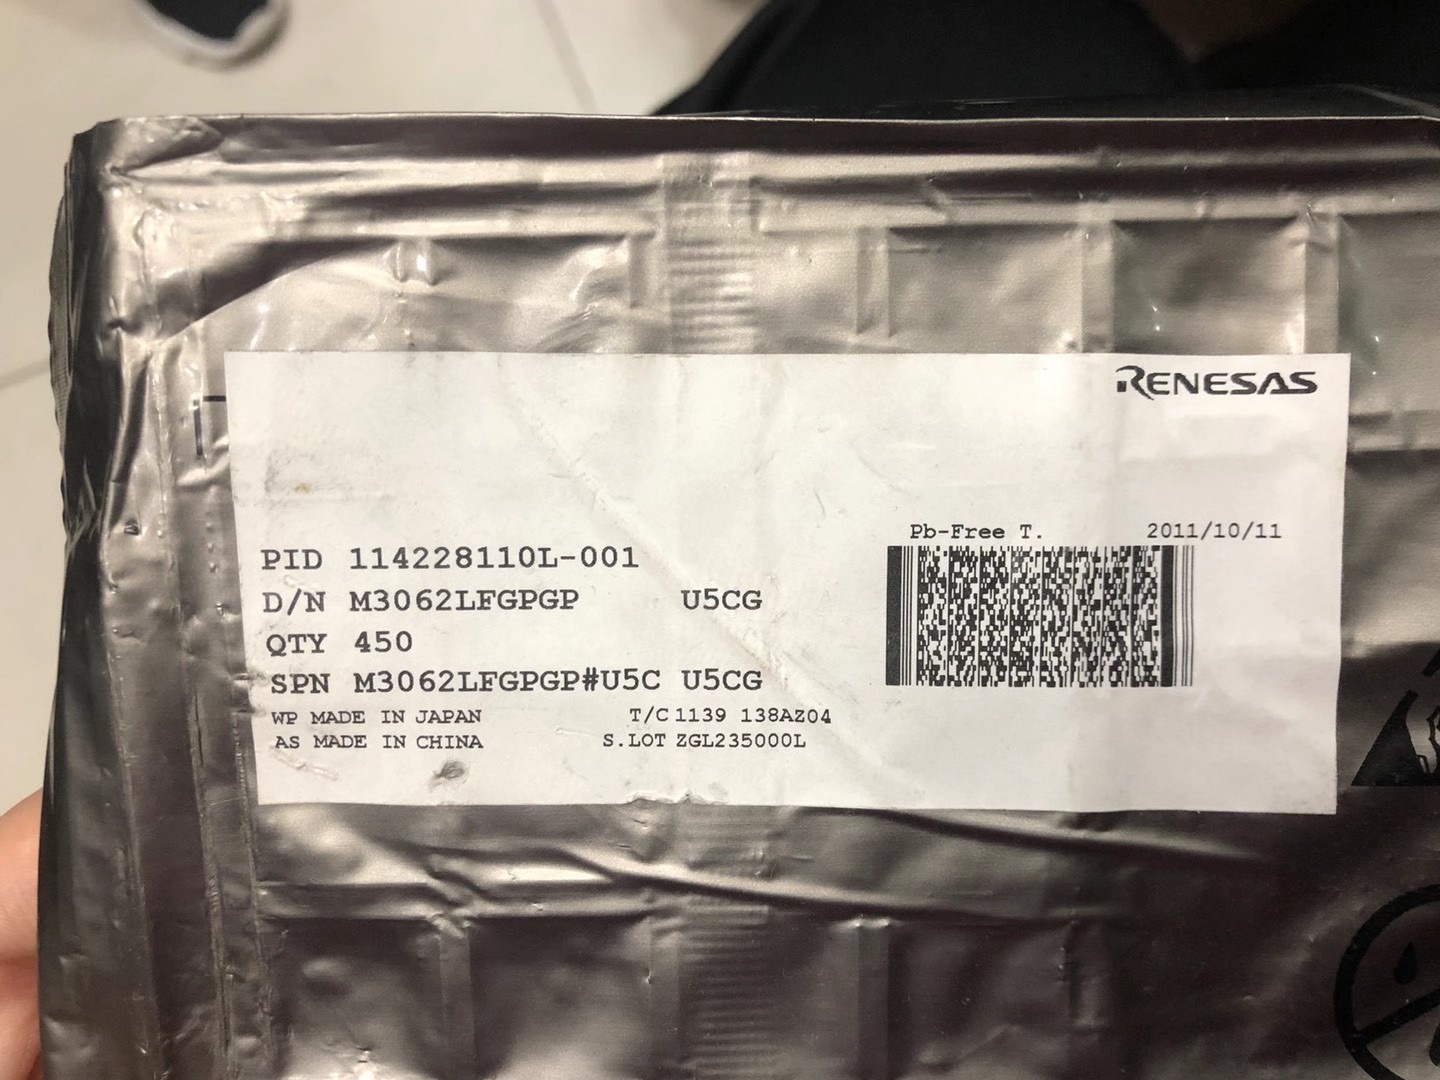 RENESAS
Pb-Free T. 2011/10/11
PID 114228110L-001
D/N M3062LFGPGP U5CG
QTY 450
SPN M3062LFGPGP#U5C U5CG
WP MADE IN JAPAN T/C 1139 138AZ04
AS MADE IN CHINA S.LOT ZGL235000L